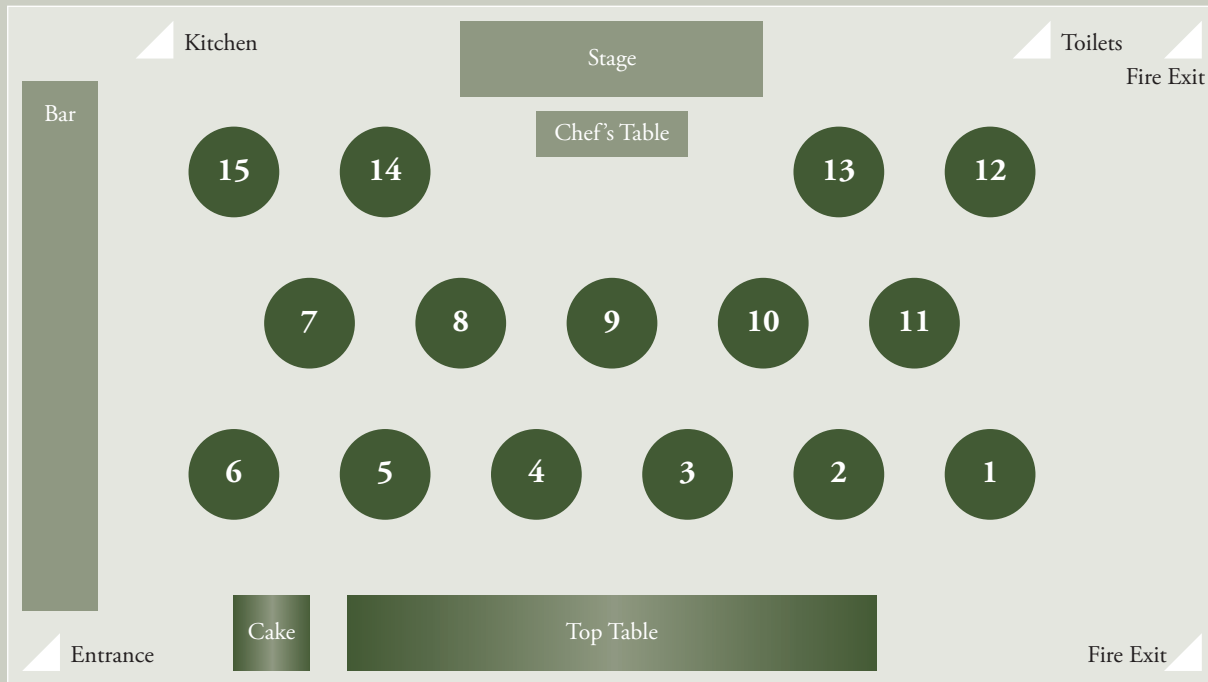 Kitchen
Stage
Toilets
Fire Exit
Bar
Chef’s Table
15
14
13
12
7
8
9
10
11
6
5
4
3
2
1
Cake
Top Table
Entrance
Fire Exit